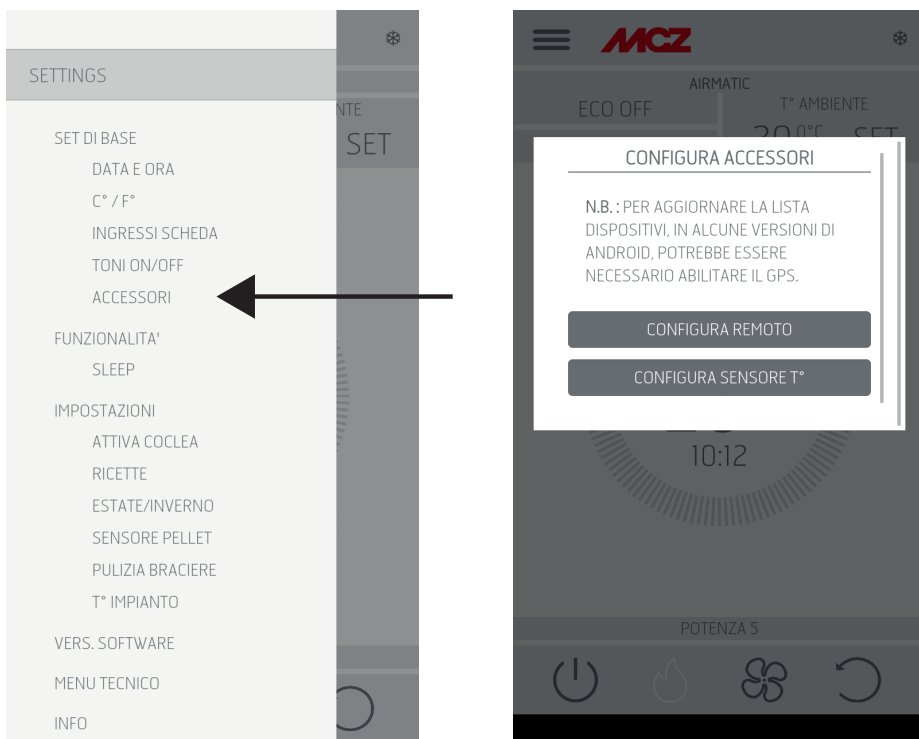 SETTINGS
SET DI BASE
DATA E ORA
C° / F°
INGRESSI SCHEDA
TONI ON/OFF
ACCESSORI
FUNZIONALITA'
SLEEP
IMPOSTAZIONI
ATTIVA COCLEA
RICETTE
ESTATE/INVERNO
SENSORE PELLET
PULIZIA BRACIERE
T° IMPIANTO
VERS. SOFTWARE
MENU TECNICO
INFO
NTE
SET
MCZ
AIRMATIC
ECO OFF
T° AMBIENTE
SET
CONFIGURA ACCESSORI
N.B. : PER AGGIORNARE LA LISTA
DISPOSITIVI, IN ALCUNE VERSIONI DI
ANDROID, POTREBBE ESSERE
NECESSARIO ABILITARE IL GPS.
CONFIGURA REMOTO
CONFIGURA SENSORE T°
10:12
POTENZA 5